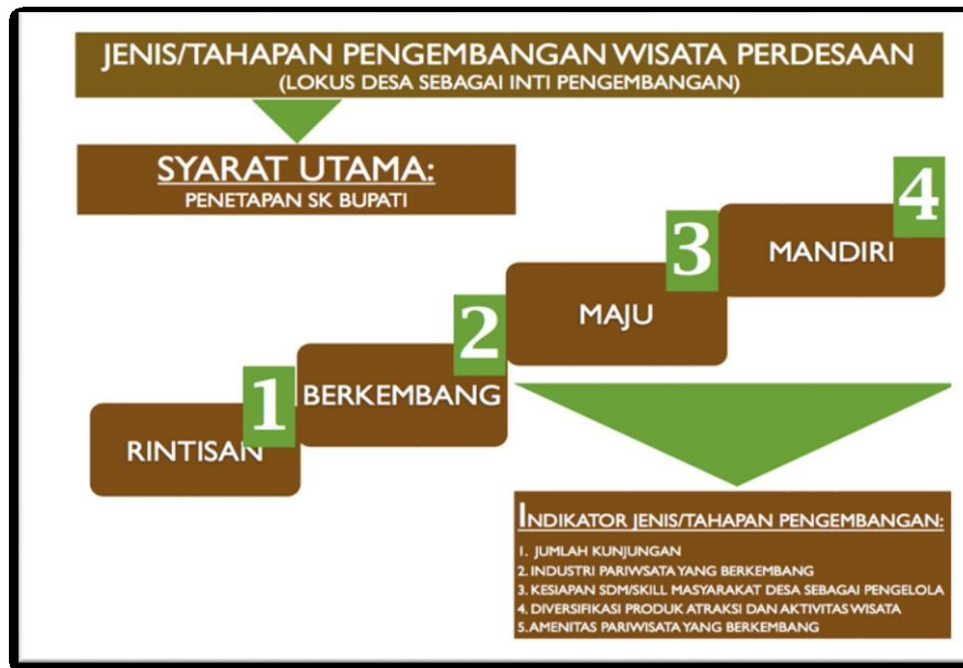 JENIS/TAHAPAN PENGEMBANGAN WISATA PERDESAAN
(LOKUS DESA SEBAGAI INTI PENGEMBANGAN)
SYARAT UTAMA:
PENETAPAN SK BUPATI
1
RINTISAN
2
BERKEMBANG
3
MAJU
4
MANDIRI
INDIKATOR JENIS/TAHAPAN PENGEMBANGAN:
1. JUMLAH KUNJUNGAN
2. INDUSTRI PARIWSATA YANG BERKEMBANG
3. KESIAPAN SDM/SKILL MASYARAKAT DESA SEBAGAI PENGELOLA
4. DIVERSIFIKASI PRODUK ATRAKSI DAN AKTIVITAS WISATA
5. AMENITAS PARIWISATA YANG BERKEMBANG